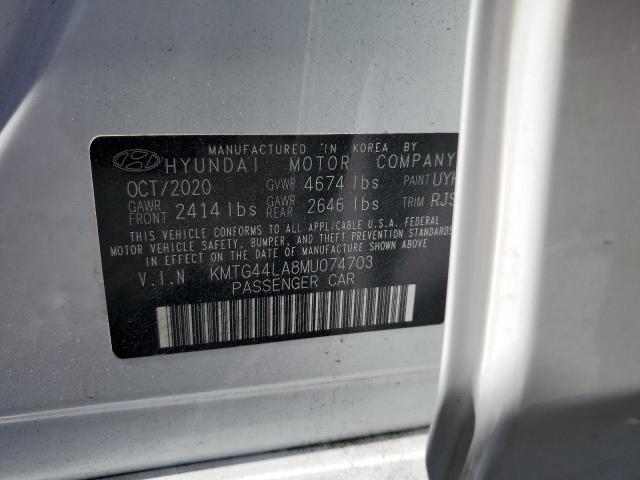 MANUFACTURED IN KOREA BY
HYUNDAI MOTOR COMPANY
OCT/2020 GVWR 4674 lbs PAINT UYH
GAWR FRONT 2414 lbs GAWR REAR 2646 lbs TRIM RJS
THIS VEHICLE CONFORMS TO ALL APPLICABLE U.S.A. FEDERAL
MOTOR VEHICLE SAFETY, BUMPER, AND THEFT PREVENTION STANDARDS
IN EFFECT ON THE DATE OF MANUFACTURE SHOWN ABOVE.
V.I.N KMTG44LA8MU074703
PASSENGER CAR